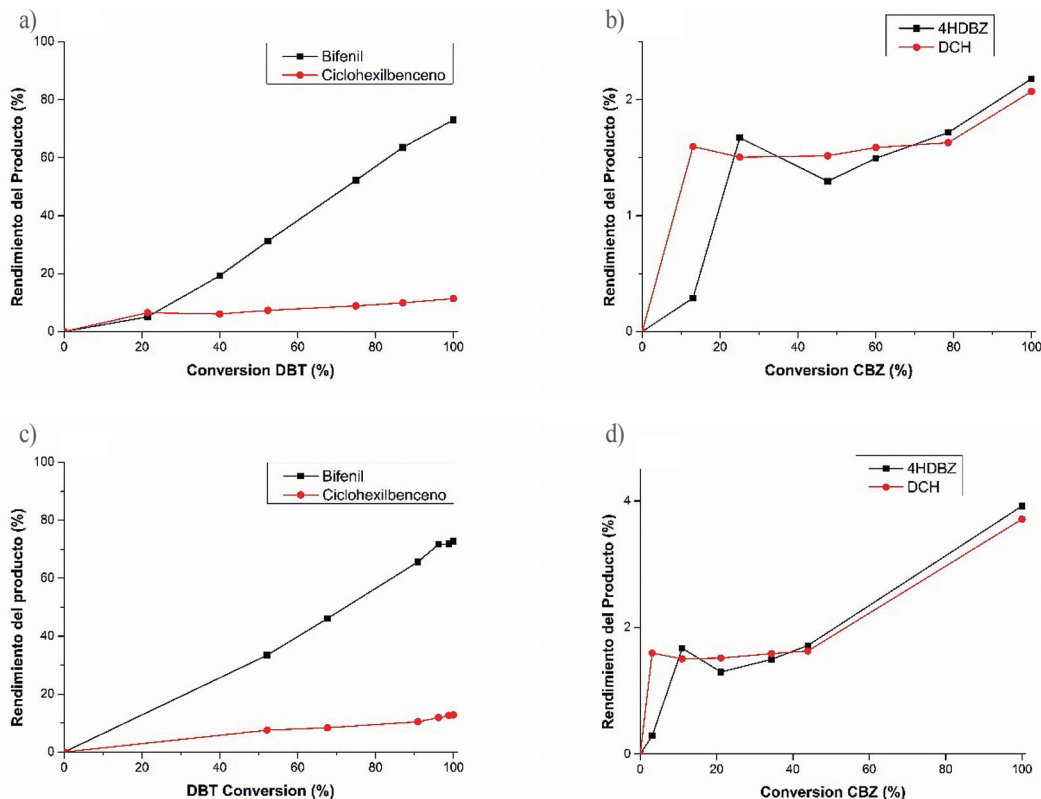 a)
Rendimiento del Producto (%)
100
80
60
40
20
0
Bifenil
Ciclohexilbenceno
0 20 40 60 80 100
Conversion DBT (%)
b)
Rendimiento del Producto (%)
2
1
0
4HDBZ
DCH
0 20 40 60 80 100
Conversion CBZ (%)
c)
Rendimiento del producto (%)
100
80
60
40
20
0
Bifenil
Ciclohexilbenceno
0 20 40 60 80 100
DBT Conversion (%)
d)
Rendimiento del Producto (%)
4
2
0
4HDBZ
DCH
0 20 40 60 80 100
Conversion CBZ (%)